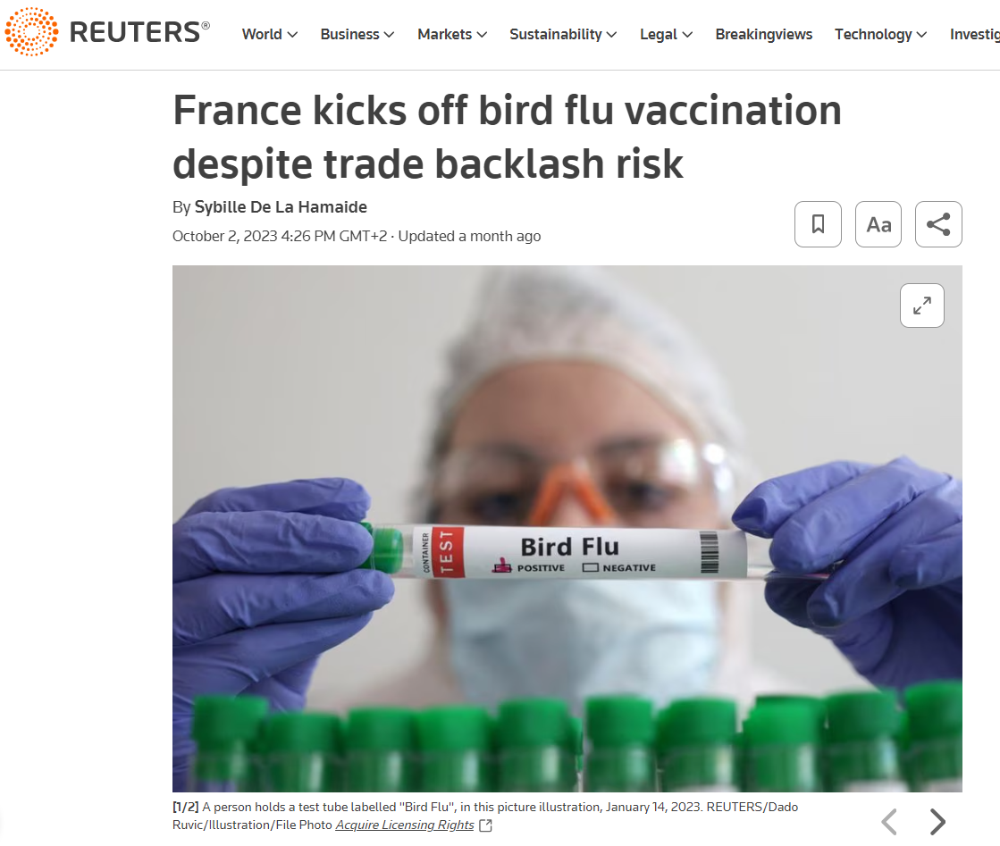 REUTERS®
World
Business
Markets
Sustainability
Legal
Breakingviews
Technology
France kicks off bird flu vaccination
despite trade backlash risk
By Sybille De La Hamaide
October 2, 2023 4:26 PM GMT+2 · Updated a month ago
Aa
CONTAINER
TEST
Bird Flu
POSITIVE NEGATIVE
[1/2] A person holds a test tube labelled "Bird Flu", in this picture illustration, January 14, 2023. REUTERS/Dado
Ruvic/Illustration/File Photo Acquire Licensing Rights